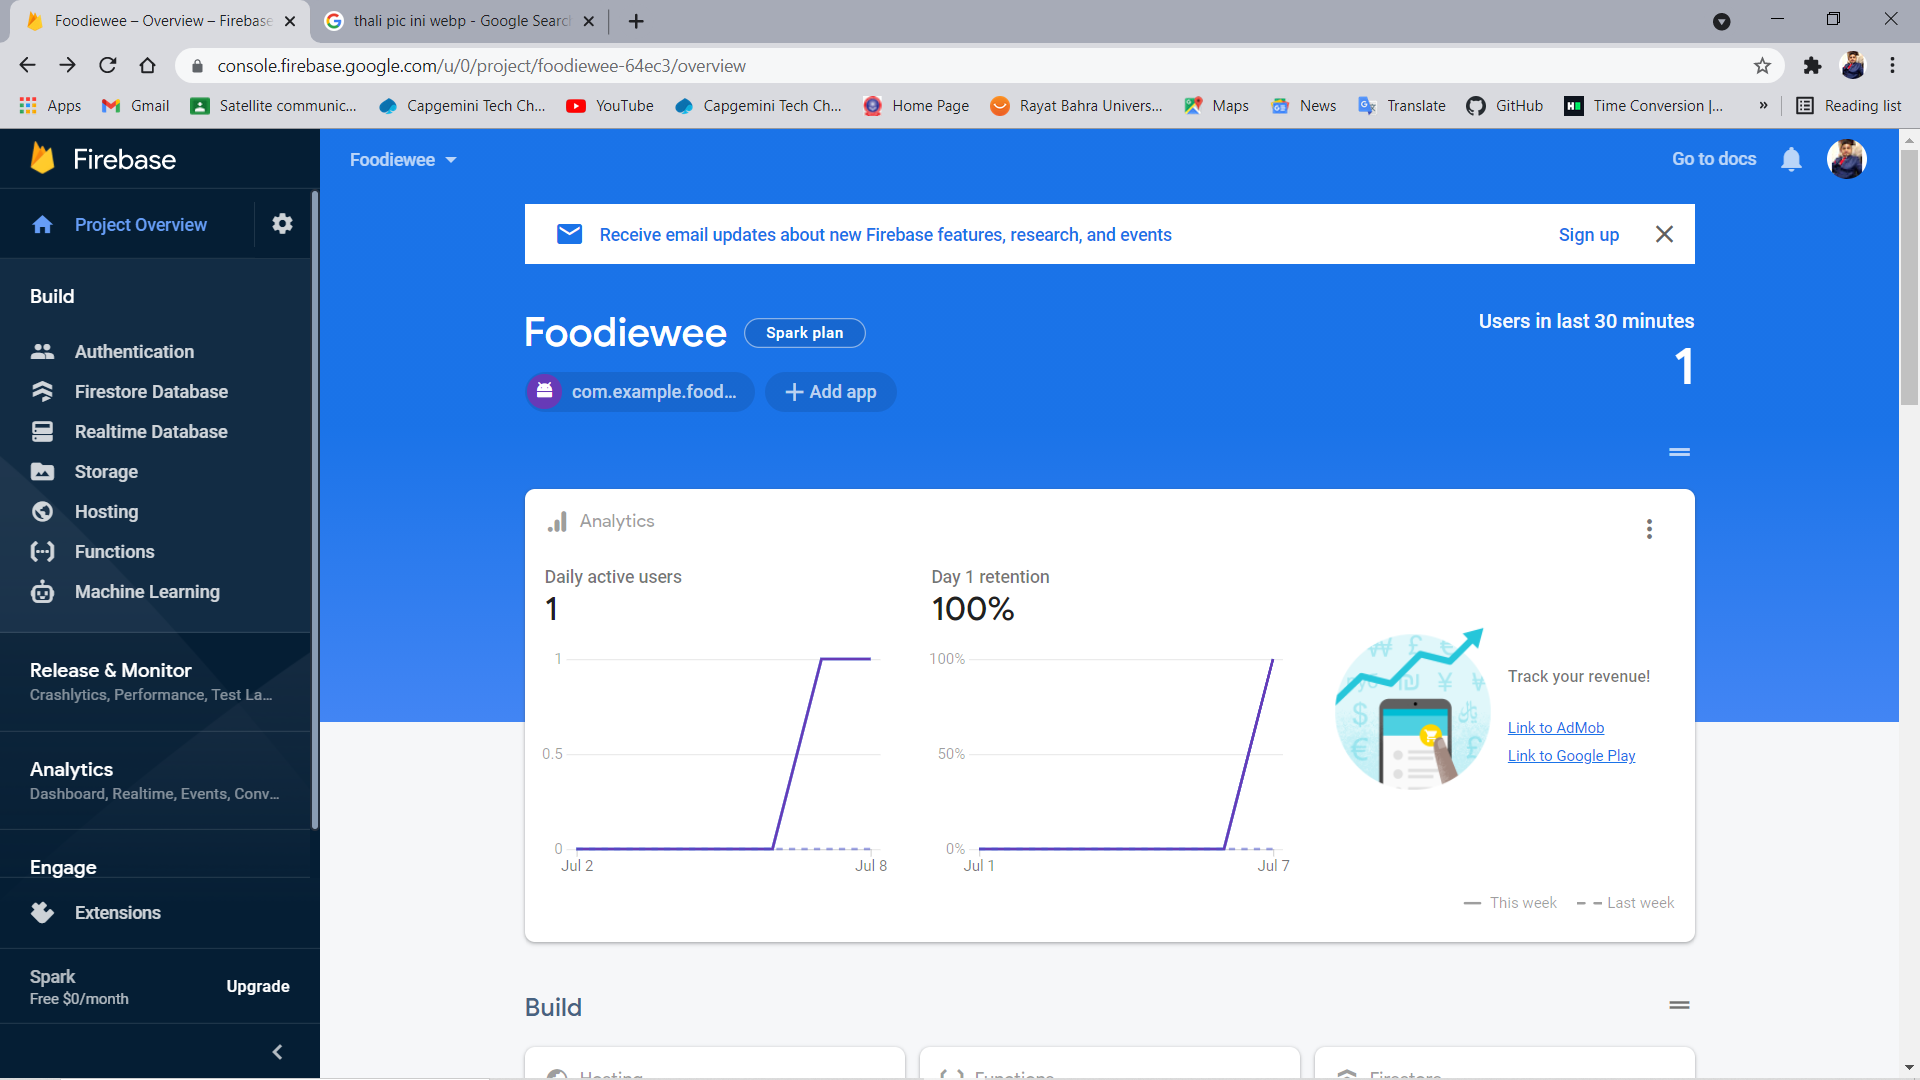 Foodiewee – Overview – Firebase
thali pic ini webp - Google Search
console.firebase.google.com/u/0/project/foodiewee-64ec3/overview
Apps
Gmail
Satellite communic...
Capgemini Tech Ch...
YouTube
Capgemini Tech Ch...
Home Page
Rayat Bahra Univers...
Maps
News
Translate
GitHub
Time Conversion |...
»
Reading list
Firebase
Project Overview
Build
Authentication
Firestore Database
Realtime Database
Storage
Hosting
Functions
Machine Learning
Release & Monitor
Crashlytics, Performance, Test La...
Analytics
Dashboard, Realtime, Events, Conv...
Engage
Extensions
Spark
Free $0/month
Upgrade
Foodiewee
Go to docs
Receive email updates about new Firebase features, research, and events
Sign up
Foodiewee
Spark plan
Users in last 30 minutes
1
com.example.food...
Add app
Analytics
Daily active users
1
1
0.5
0
Jul 2
Jul 8
Day 1 retention
100%
100%
50%
0%
Jul 1
Jul 7
Track your revenue!
Link to AdMob
Link to Google Play
This week
Last week
Build
Hosting
Functions
Firestore